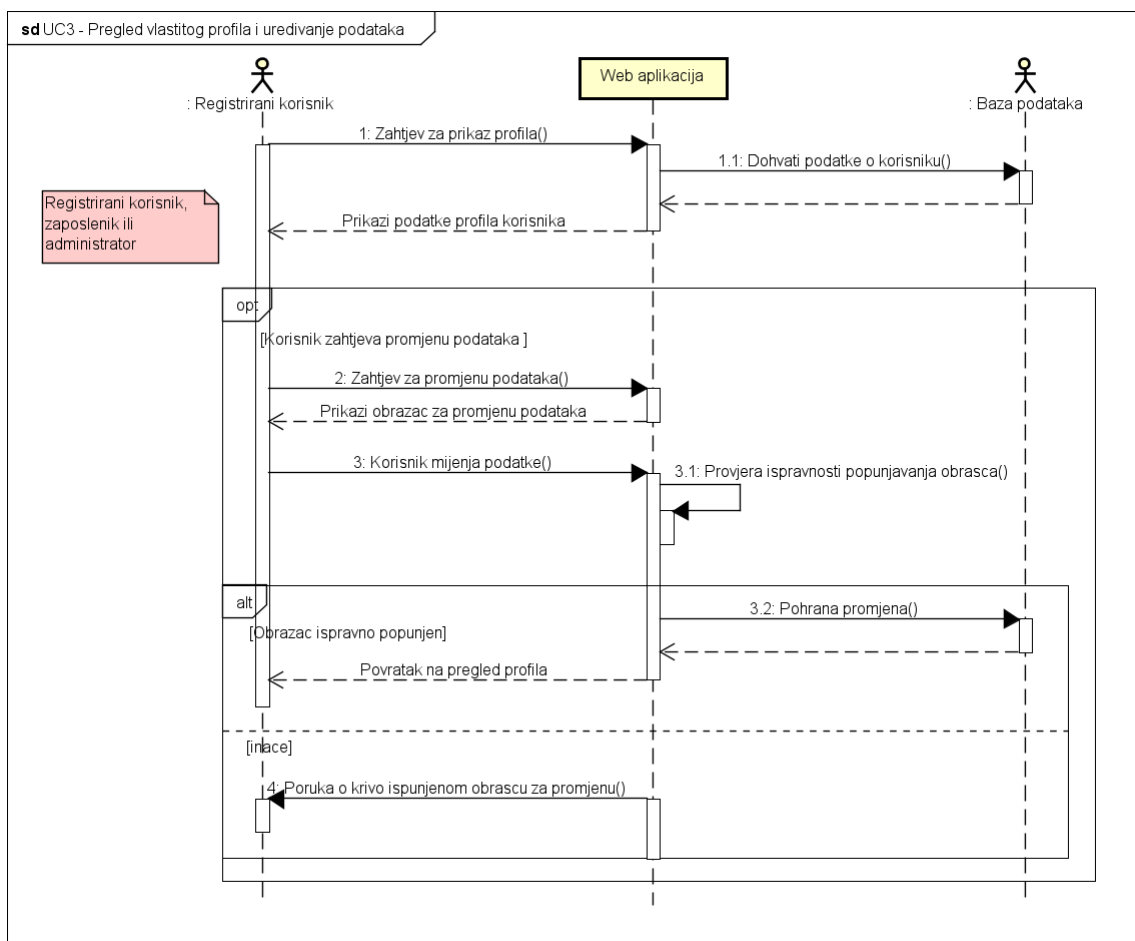 sd UC3 - Pregled vlastitog profila i uredivanje podataka
: Registrirani korisnik
Web aplikacija
: Baza podataka
1: Zahtjev za prikaz profila()
1.1: Dohvati podatke o korisniku()
Registrirani korisnik,
zaposlenik ili
administrator
Prikazi podatke profila korisnika
opt
[Korisnik zahtjeva promjenu podataka ]
2: Zahtjev za promjenu podataka()
Prikazi obrazac za promjenu podataka
3: Korisnik mijenja podatke()
3.1: Provjera ispravnosti popunjavanja obrasca()
alt
3.2: Pohrana promjena()
[Obrazac ispravno popunjen]
Povratak na pregled profila
[inace]
4: Poruka o krivo ispunjenom obrascu za promjenu()